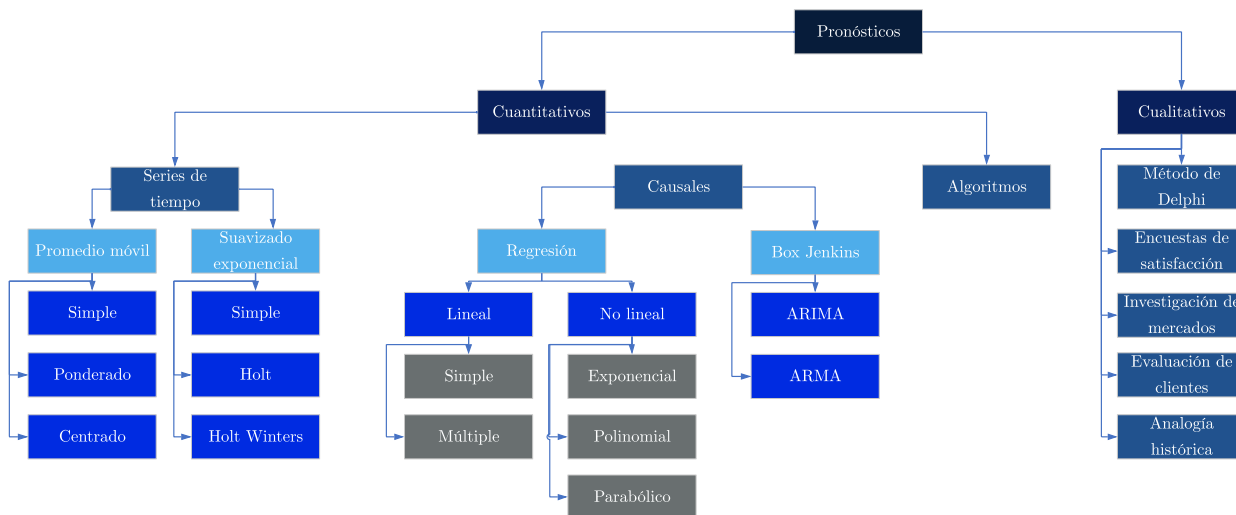 Pronósticos
Cuantitativos
Cualitativos
Series de
tiempo
Causales
Algoritmos
Método de
Delphi
Promedio móvil
Suavizado
exponencial
Regresión
Box Jenkins
Encuestas de
satisfacción
Simple
Simple
Lineal
No lineal
ARIMA
Investigación de
mercados
Ponderado
Holt
Simple
Exponencial
ARMA
Evaluación de
clientes
Centrado
Holt Winters
Múltiple
Polinomial
Analogía
histórica
Parabólico